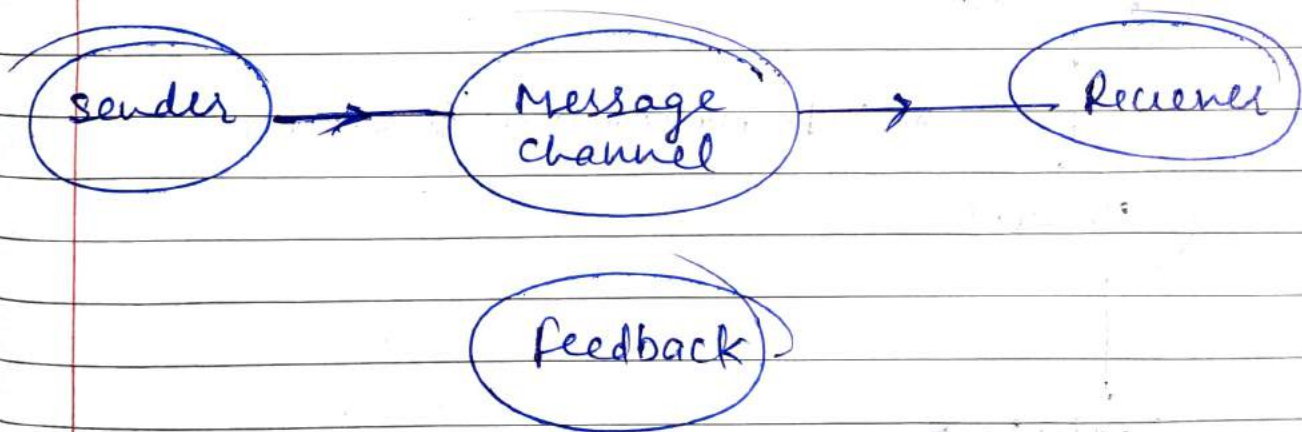 sender
Message
channel
Reciever
feedback